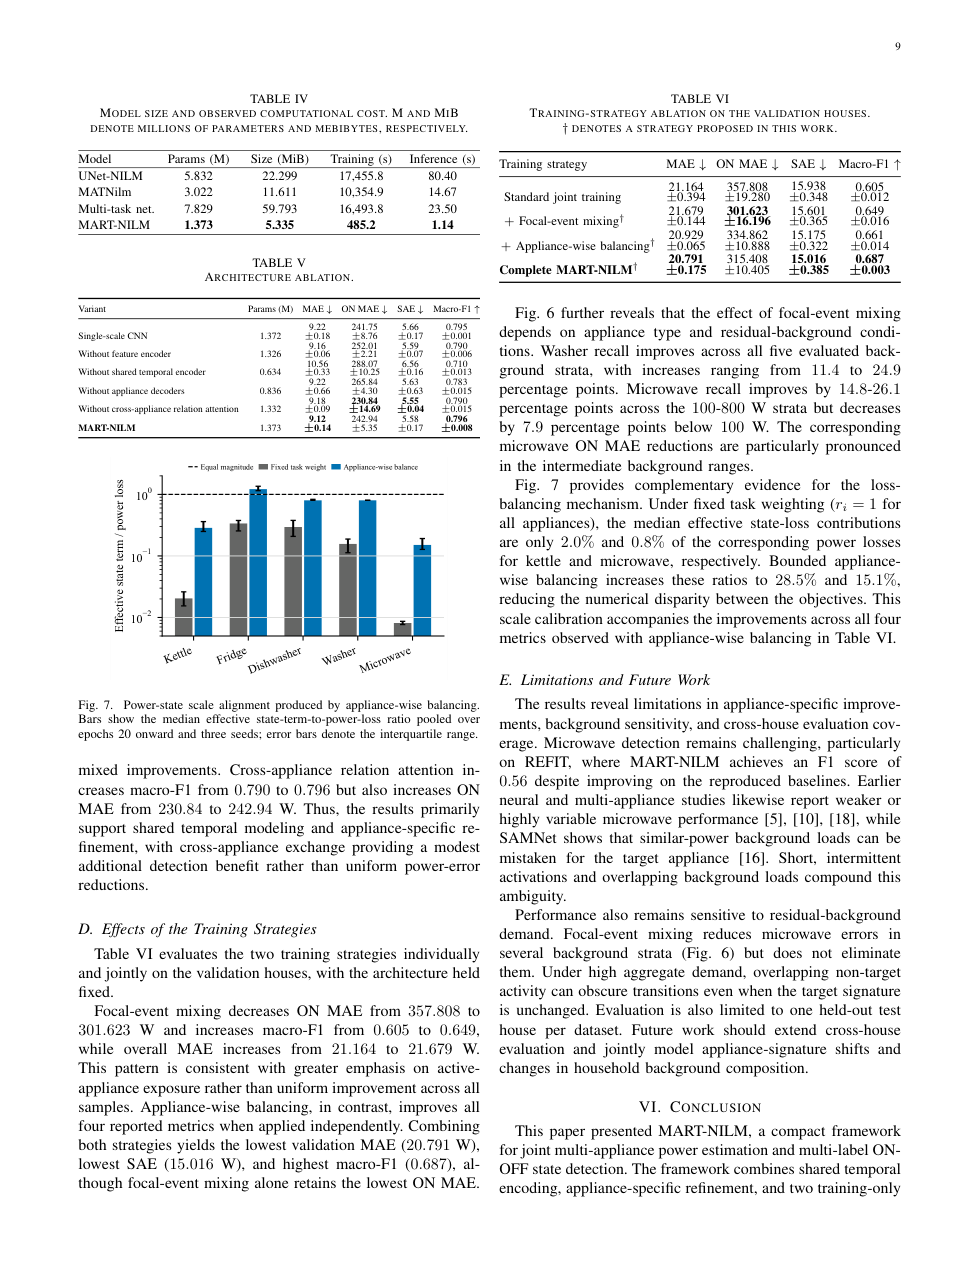 9
TABLE IV
MODEL SIZE AND OBSERVED COMPUTATIONAL COST. M AND MIB
DENOTE MILLIONS OF PARAMETERS AND MEBIBYTES, RESPECTIVELY.
Model Params (M) Size (MiB) Training (s) Inference (s)
UNet-NILM 5.832 22.299 17,455.8 80.40
MATNilm 3.022 11.611 10,354.9 14.67
Multi-task net. 7.829 59.793 16,493.8 23.50
MART-NILM 1.373 5.335 485.2 1.14
TABLE V
ARCHITECTURE ABLATION.
Variant Params (M) MAE ↓ ON MAE ↓ SAE ↓ Macro-F1 ↑
Single-scale CNN 1.372 9.22 ±0.18 241.75 ±8.76 5.66 ±0.17 0.795 ±0.001
Without feature encoder 1.326 9.16 ±0.06 252.01 ±2.21 5.59 ±0.07 0.790 ±0.006
Without shared temporal encoder 0.634 10.56 ±0.33 288.07 ±10.25 6.56 ±0.16 0.710 ±0.013
Without appliance decoders 0.836 9.22 ±0.66 265.84 ±4.30 5.63 ±0.63 0.783 ±0.015
Without cross-appliance relation attention 1.332 9.18 ±0.09 230.84 ±14.69 5.55 ±0.04 0.790 ±0.015
MART-NILM 1.373 9.12 ±0.14 242.94 ±5.35 5.58 ±0.17 0.796 ±0.008
Equal magnitude Fixed task weight Appliance-wise balance
Effective state term / power loss
10⁰
10⁻¹
10⁻²
Kettle Fridge Dishwasher Washer Microwave
Fig. 7. Power-state scale alignment produced by appliance-wise balancing.
Bars show the median effective state-term-to-power-loss ratio pooled over
epochs 20 onward and three seeds; error bars denote the interquartile range.
mixed improvements. Cross-appliance relation attention in-
creases macro-F1 from 0.790 to 0.796 but also increases ON
MAE from 230.84 to 242.94 W. Thus, the results primarily
support shared temporal modeling and appliance-specific re-
finement, with cross-appliance exchange providing a modest
additional detection benefit rather than uniform power-error
reductions.
D. Effects of the Training Strategies
Table VI evaluates the two training strategies individually
and jointly on the validation houses, with the architecture held
fixed.
Focal-event mixing decreases ON MAE from 357.808 to
301.623 W and increases macro-F1 from 0.605 to 0.649,
while overall MAE increases from 21.164 to 21.679 W.
This pattern is consistent with greater emphasis on active-
appliance exposure rather than uniform improvement across all
samples. Appliance-wise balancing, in contrast, improves all
four reported metrics when applied independently. Combining
both strategies yields the lowest validation MAE (20.791 W),
lowest SAE (15.016 W), and highest macro-F1 (0.687), al-
though focal-event mixing alone retains the lowest ON MAE.
TABLE VI
TRAINING-STRATEGY ABLATION ON THE VALIDATION HOUSES.
† DENOTES A STRATEGY PROPOSED IN THIS WORK.
Training strategy MAE ↓ ON MAE ↓ SAE ↓ Macro-F1 ↑
Standard joint training 21.164 ±0.394 357.808 ±19.280 15.938 ±0.348 0.605 ±0.012
+ Focal-event mixing† 21.679 ±0.144 301.623 ±16.196 15.601 ±0.365 0.649 ±0.016
+ Appliance-wise balancing† 20.929 ±0.065 334.862 ±10.888 15.175 ±0.322 0.661 ±0.014
Complete MART-NILM† 20.791 ±0.175 315.408 ±10.405 15.016 ±0.385 0.687 ±0.003
Fig. 6 further reveals that the effect of focal-event mixing
depends on appliance type and residual-background condi-
tions. Washer recall improves across all five evaluated back-
ground strata, with increases ranging from 11.4 to 24.9
percentage points. Microwave recall improves by 14.8-26.1
percentage points across the 100-800 W strata but decreases
by 7.9 percentage points below 100 W. The corresponding
microwave ON MAE reductions are particularly pronounced
in the intermediate background ranges.
Fig. 7 provides complementary evidence for the loss-
balancing mechanism. Under fixed task weighting (rᵢ = 1 for
all appliances), the median effective state-loss contributions
are only 2.0% and 0.8% of the corresponding power losses
for kettle and microwave, respectively. Bounded appliance-
wise balancing increases these ratios to 28.5% and 15.1%,
reducing the numerical disparity between the objectives. This
scale calibration accompanies the improvements across all four
metrics observed with appliance-wise balancing in Table VI.
E. Limitations and Future Work
The results reveal limitations in appliance-specific improve-
ments, background sensitivity, and cross-house evaluation cov-
erage. Microwave detection remains challenging, particularly
on REFIT, where MART-NILM achieves an F1 score of
0.56 despite improving on the reproduced baselines. Earlier
neural and multi-appliance studies likewise report weaker or
highly variable microwave performance [5], [10], [18], while
SAMNet shows that similar-power background loads can be
mistaken for the target appliance [16]. Short, intermittent
activations and overlapping background loads compound this
ambiguity.
Performance also remains sensitive to residual-background
demand. Focal-event mixing reduces microwave errors in
several background strata (Fig. 6) but does not eliminate
them. Under high aggregate demand, overlapping non-target
activity can obscure transitions even when the target signature
is unchanged. Evaluation is also limited to one held-out test
house per dataset. Future work should extend cross-house
evaluation and jointly model appliance-signature shifts and
changes in household background composition.
VI. CONCLUSION
This paper presented MART-NILM, a compact framework
for joint multi-appliance power estimation and multi-label ON-
OFF state detection. The framework combines shared temporal
encoding, appliance-specific refinement, and two training-only